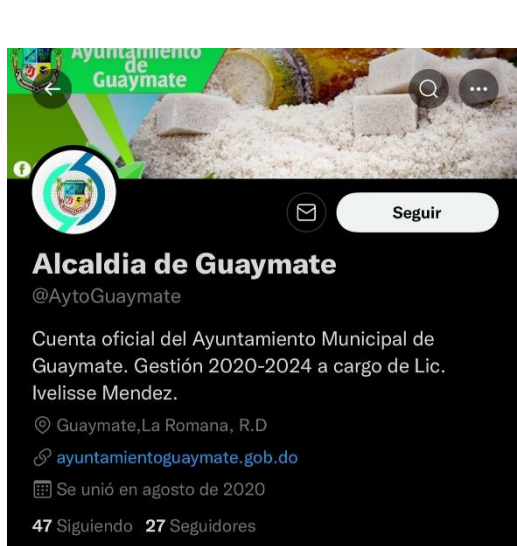 Ayuntamiento
de
Guaymate
Seguir
Alcaldia de Guaymate
@AytoGuaymate
Cuenta oficial del Ayuntamiento Municipal de
Guaymate. Gestión 2020-2024 a cargo de Lic.
Ivelisse Mendez.
Guaymate,La Romana, R.D
ayuntamientoguaymate.gob.do
Se unió en agosto de 2020
47 Siguiendo 27 Seguidores